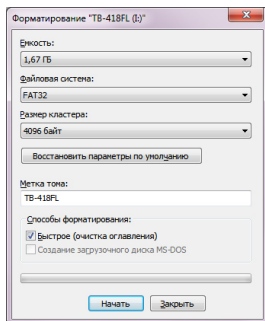 Форматирование "TB-418FL (I:)"
Емкость:
1,67 ГБ
Файловая система:
FAT32
Размер кластера:
4096 байт
Восстановить параметры по умолчанию
Метка тома:
TB-418FL
Способы форматирования:
Быстрое (очистка оглавления)
Создание загрузочного диска MS-DOS
Начать
Закрыть